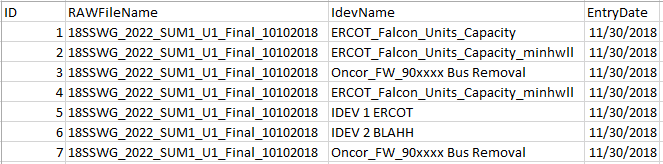 ID RAWFileName IdevName EntryDate
1 18SSWG_2022_SUM1_U1_Final_10102018 ERCOT_Falcon_Units_Capacity 11/30/2018
2 18SSWG_2022_SUM1_U1_Final_10102018 ERCOT_Falcon_Units_Capacity_minhwll 11/30/2018
3 18SSWG_2022_SUM1_U1_Final_10102018 Oncor_FW_90xxxx Bus Removal 11/30/2018
4 18SSWG_2022_SUM1_U1_Final_10102018 ERCOT_Falcon_Units_Capacity_minhwll 11/30/2018
5 18SSWG_2022_SUM1_U1_Final_10102018 IDEV 1 ERCOT 11/30/2018
6 18SSWG_2022_SUM1_U1_Final_10102018 IDEV 2 BLAHH 11/30/2018
7 18SSWG_2022_SUM1_U1_Final_10102018 Oncor_FW_90xxxx Bus Removal 11/30/2018